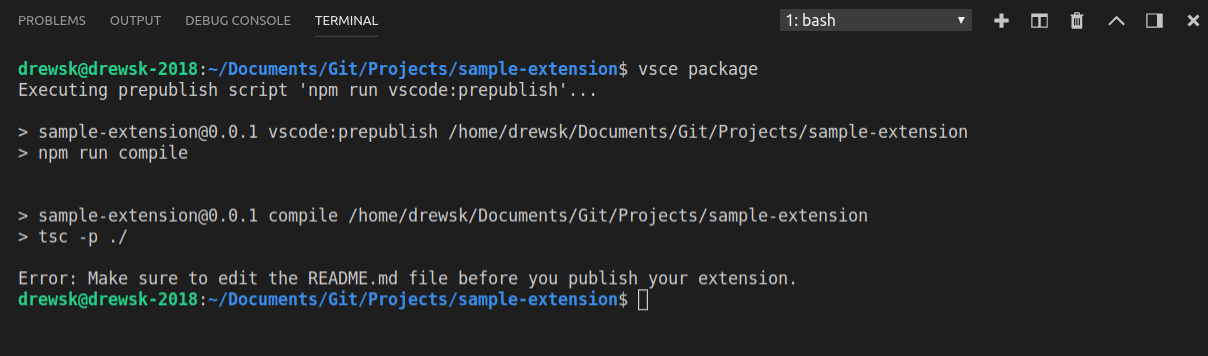 PROBLEMS OUTPUT DEBUG CONSOLE TERMINAL 1: bash
drewsk@drewsk-2018:~/Documents/Git/Projects/sample-extension$ vsce package
Executing prepublish script 'npm run vscode:prepublish'...
> sample-extension@0.0.1 vscode:prepublish /home/drewsk/Documents/Git/Projects/sample-extension
> npm run compile
> sample-extension@0.0.1 compile /home/drewsk/Documents/Git/Projects/sample-extension
> tsc -p ./
Error: Make sure to edit the README.md file before you publish your extension.
drewsk@drewsk-2018:~/Documents/Git/Projects/sample-extension$